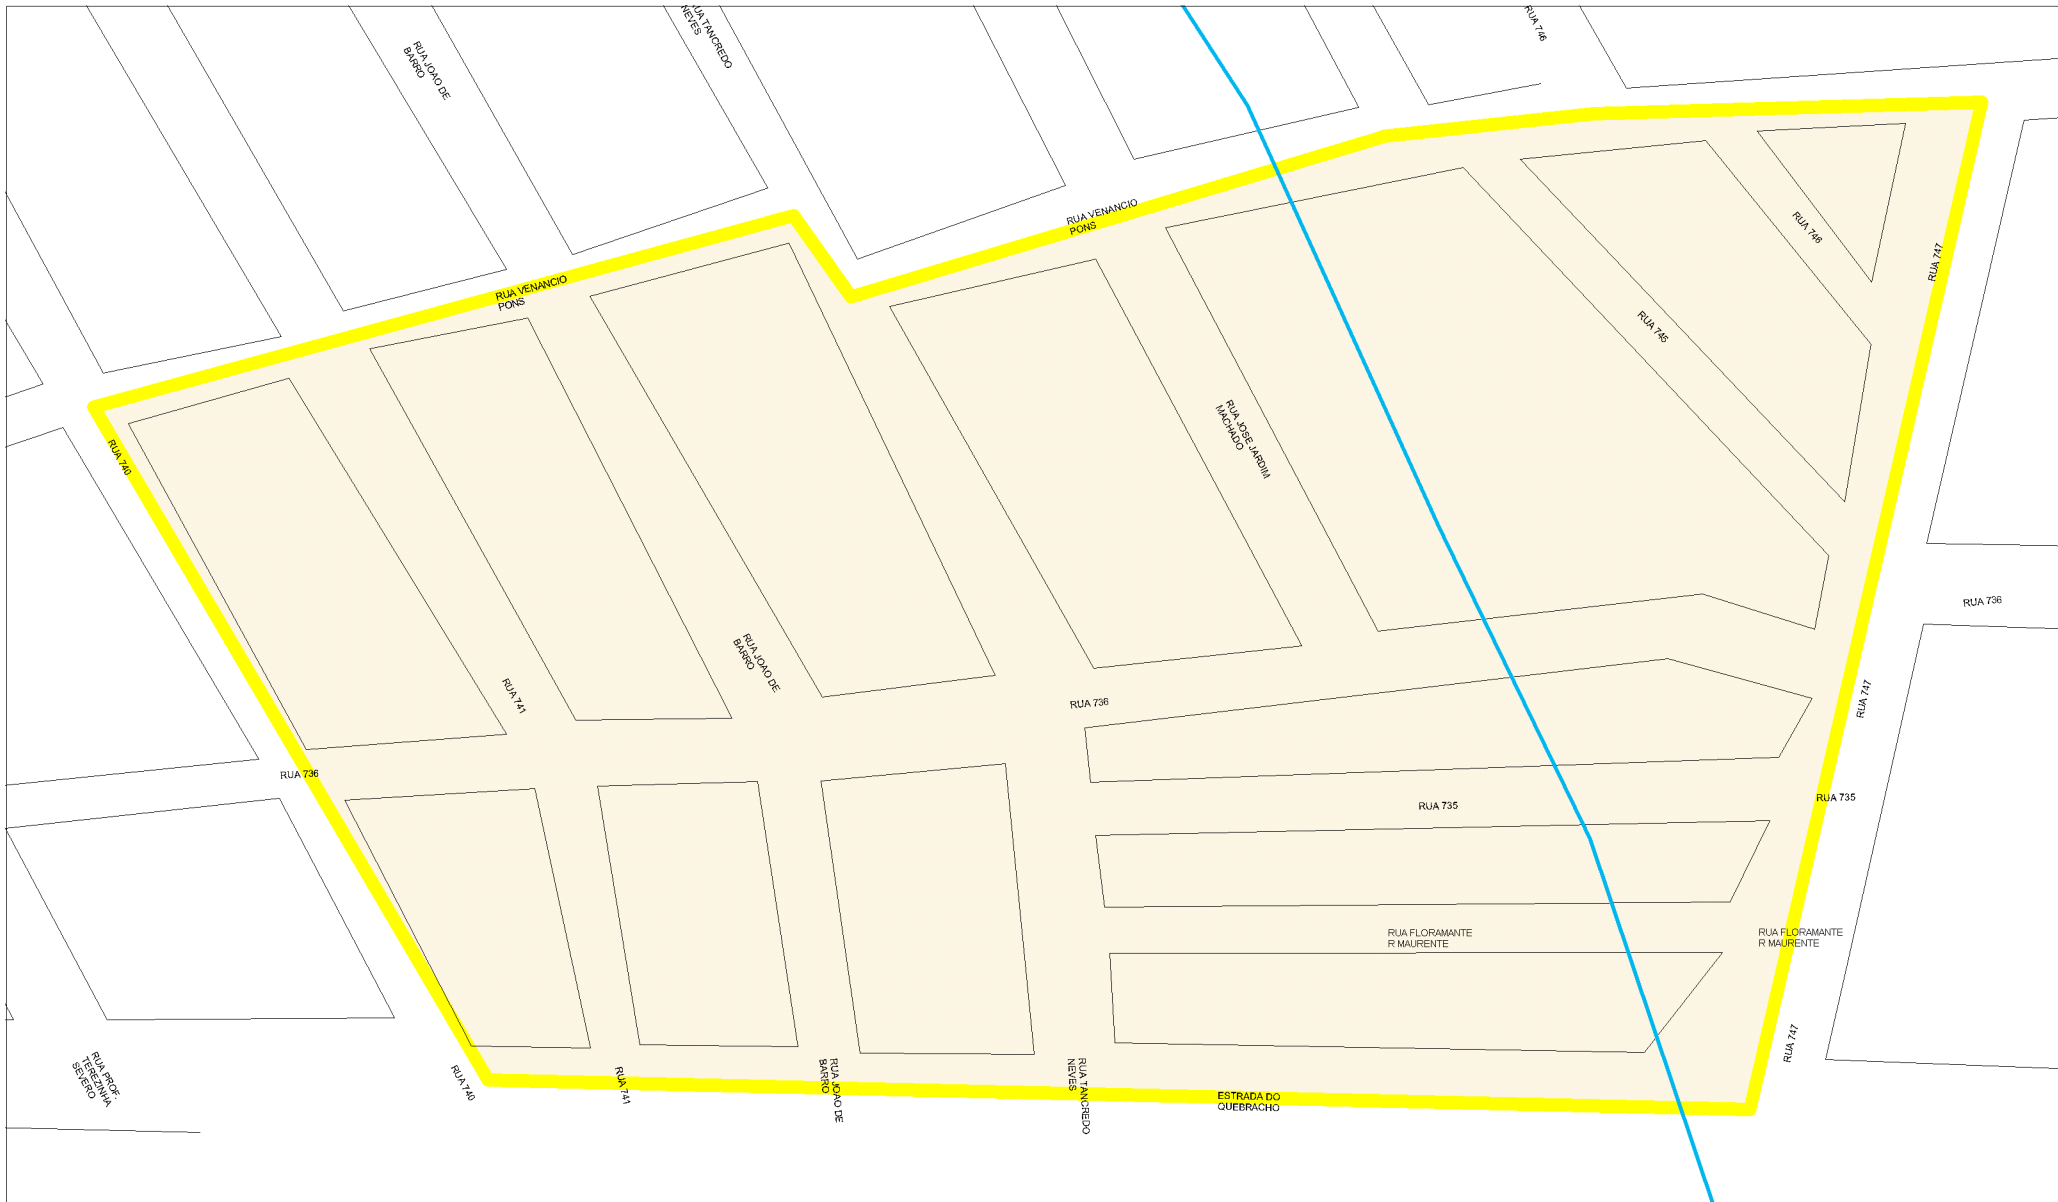 RUA JOAO DE
BARRO
RUA TANCREDO
NEVES
RUA 746
RUA VENANCIO
PONS
RUA VENANCIO
PONS
RUA 746
RUA 747
RUA 745
RUA 740
RUA JOSE JARDIM
MACHADO
RUA 736
RUA JOAO DE
BARRO
RUA 741
RUA 736
RUA 747
RUA 736
RUA 735
RUA 735
RUA FLORAMANTE
R MAURENTE
RUA FLORAMANTE
R MAURENTE
RUA 747
RUA PROF.
TEREZINHA
SEVERO
RUA 740
RUA 741
RUA JOAO DE
BARRO
RUA TANCREDO
NEVES
ESTRADA DO
QUEBRACHO